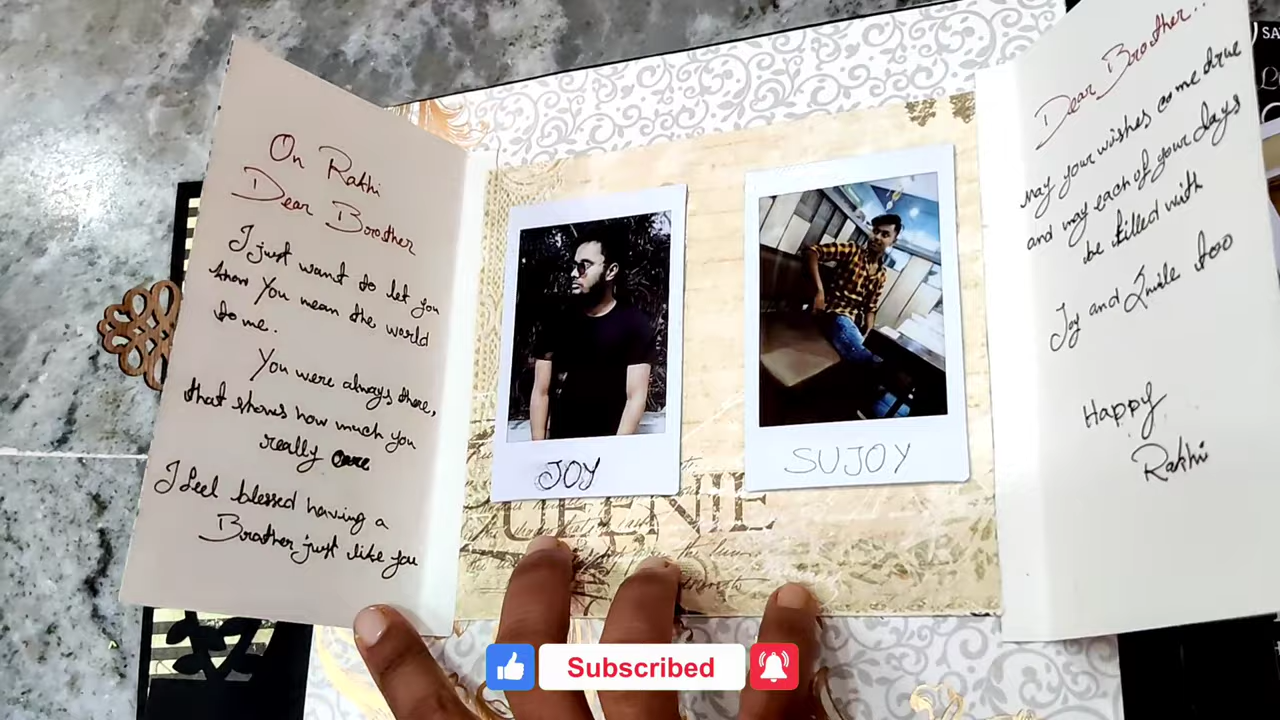 On Rakhi
Dear Brother
I just want to let you
know You mean the world
to me.
You were always there,
that shows how much you
really care
I feel blessed having a
Brother just like you
JOY
SUJOY
Dear Brother..
May your wishes come true
and may each of your days
be filled with
Joy and Smile too
Happy
Rakhi
Subscribed